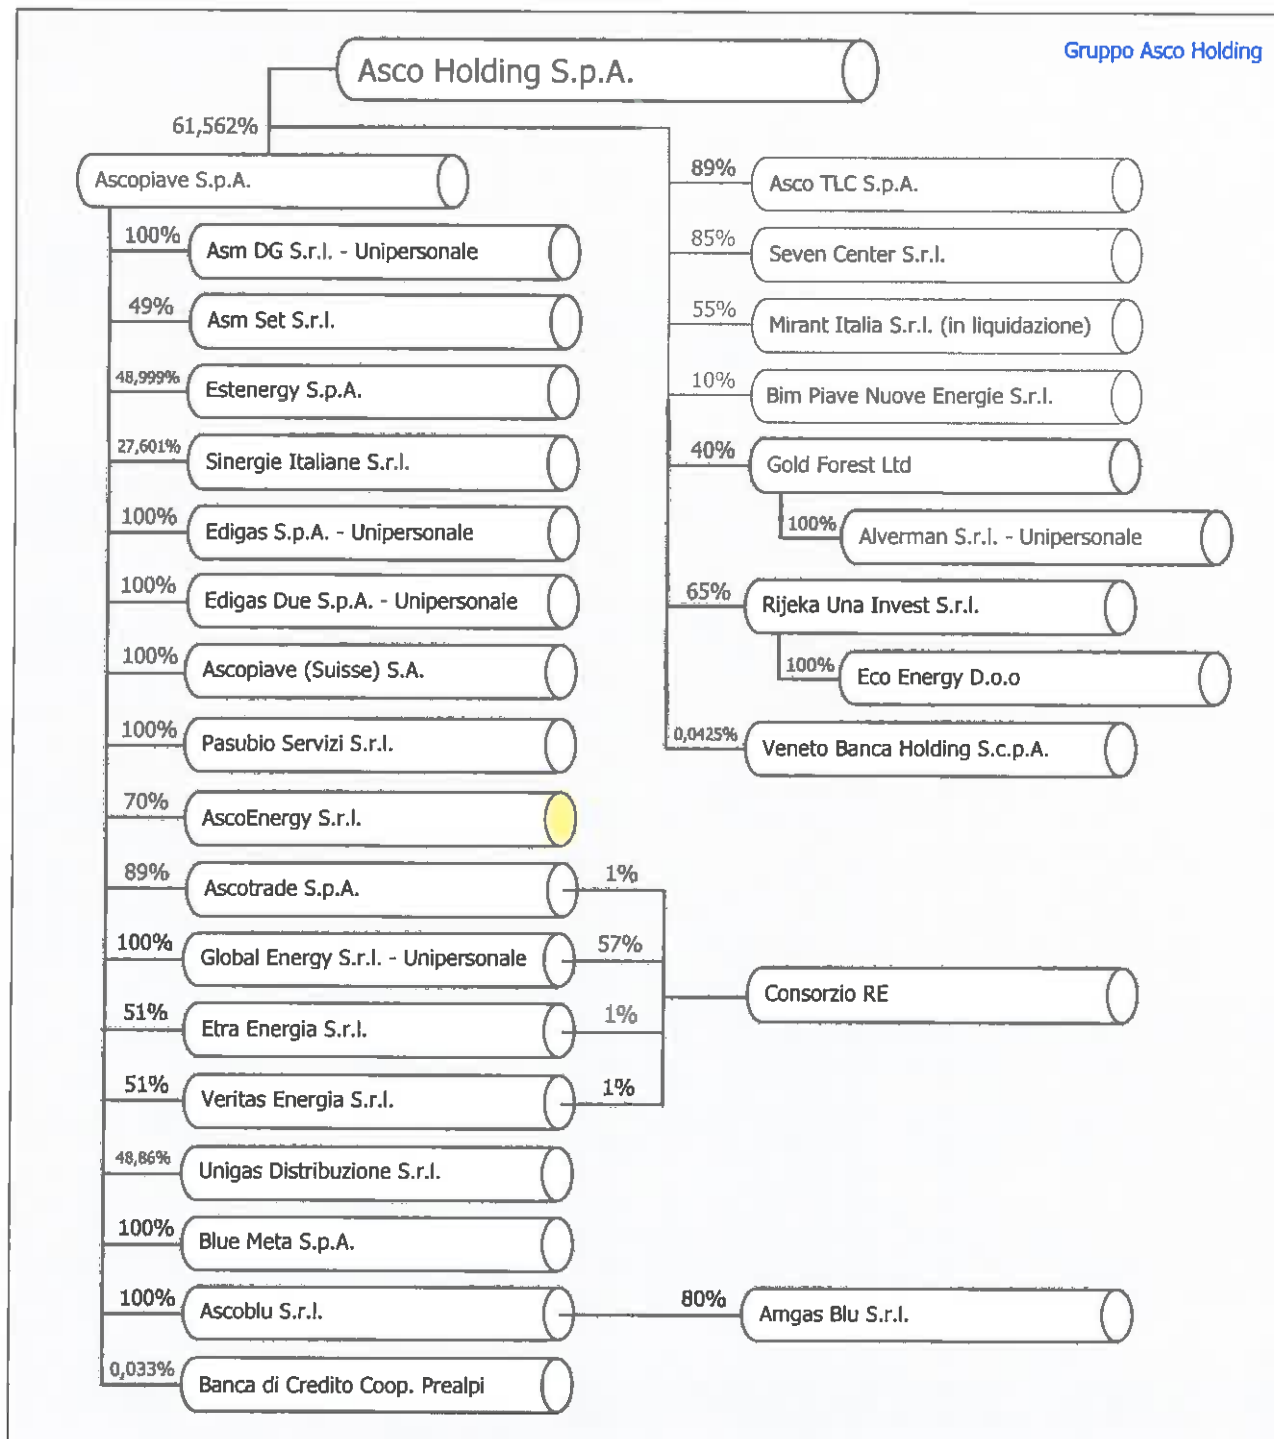 Gruppo Asco Holding
Asco Holding S.p.A.
61,562%
Ascopiave S.p.A.
100%
Asm DG S.r.l. - Unipersonale
49%
Asm Set S.r.l.
48,999%
Estenergy S.p.A.
27,601%
Sinergie Italiane S.r.l.
100%
Edigas S.p.A. - Unipersonale
100%
Edigas Due S.p.A. - Unipersonale
100%
Ascopiave (Suisse) S.A.
100%
Pasubio Servizi S.r.l.
70%
AscoEnergy S.r.l.
89%
Ascotrade S.p.A.
1%
100%
Global Energy S.r.l. - Unipersonale
57%
51%
Etra Energia S.r.l.
1%
51%
Veritas Energia S.r.l.
1%
Consorzio RE
48,86%
Unigas Distribuzione S.r.l.
100%
Blue Meta S.p.A.
100%
Ascoblu S.r.l.
80%
Amgas Blu S.r.l.
0,033%
Banca di Credito Coop. Prealpi
89%
Asco TLC S.p.A.
85%
Seven Center S.r.l.
55%
Mirant Italia S.r.l. (in liquidazione)
10%
Bim Piave Nuove Energie S.r.l.
40%
Gold Forest Ltd
100%
Alverman S.r.l. - Unipersonale
65%
Rijeka Una Invest S.r.l.
100%
Eco Energy D.o.o
0,0425%
Veneto Banca Holding S.c.p.A.